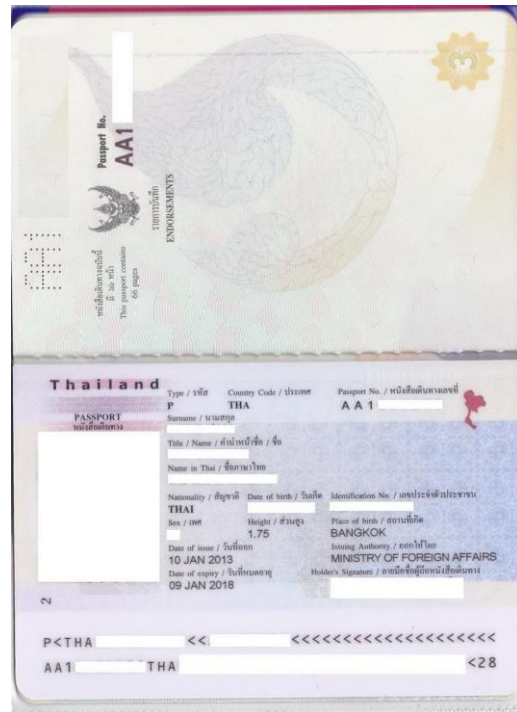 Passport No.
AA1
รายการบันทึก
ENDORSEMENTS
หนังสือเดินทางฉบับนี้
มี ๖๖ หน้า
This passport contains
66 pages
Thailand
PASSPORT
หนังสือเดินทาง
Type / รหัส Country Code / ประเทศ Passport No. / หนังสือเดินทางเลขที่
P THA AA1
Surname / นามสกุล
Title / Name / คำนำหน้าชื่อ / ชื่อ
Name in Thai / ชื่อภาษาไทย
Nationality / สัญชาติ Date of birth / วันเกิด Identification No. / เลขประจำตัวประชาชน
THAI
Sex / เพศ Height / ส่วนสูง Place of birth / สถานที่เกิด
1.75 BANGKOK
Date of issue / วันที่ออก Issuing Authority / ออกให้โดย
10 JAN 2013 MINISTRY OF FOREIGN AFFAIRS
Date of expiry / วันที่หมดอายุ Holder's Signature / ลายมือชื่อผู้ถือหนังสือเดินทาง
09 JAN 2018
2
P<THA << <<<<<<<<<<<<<<<<<<<<<
AA1 THA <28